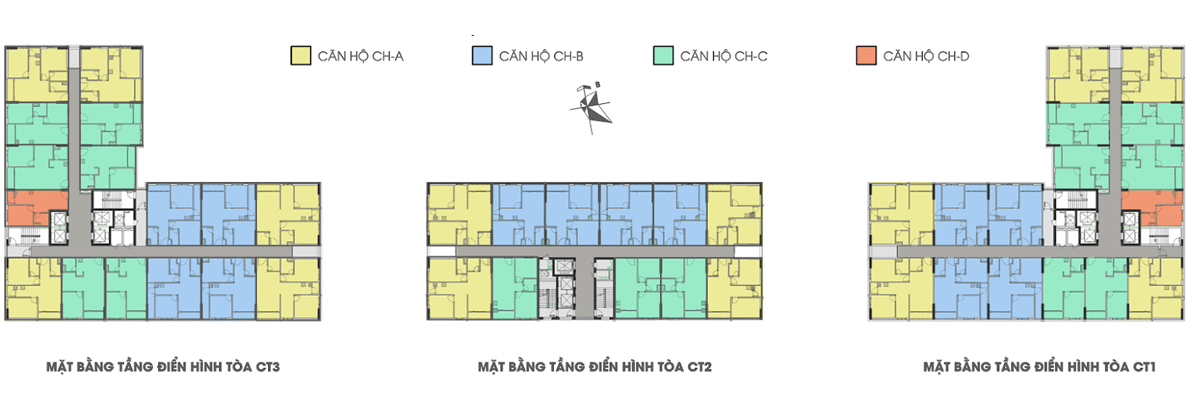 CĂN HỘ CH-A
CĂN HỘ CH-B
CĂN HỘ CH-C
CĂN HỘ CH-D
MẶT BẰNG TẦNG ĐIỂN HÌNH TÒA CT3
MẶT BẰNG TẦNG ĐIỂN HÌNH TÒA CT2
MẶT BẰNG TẦNG ĐIỂN HÌNH TÒA CT1